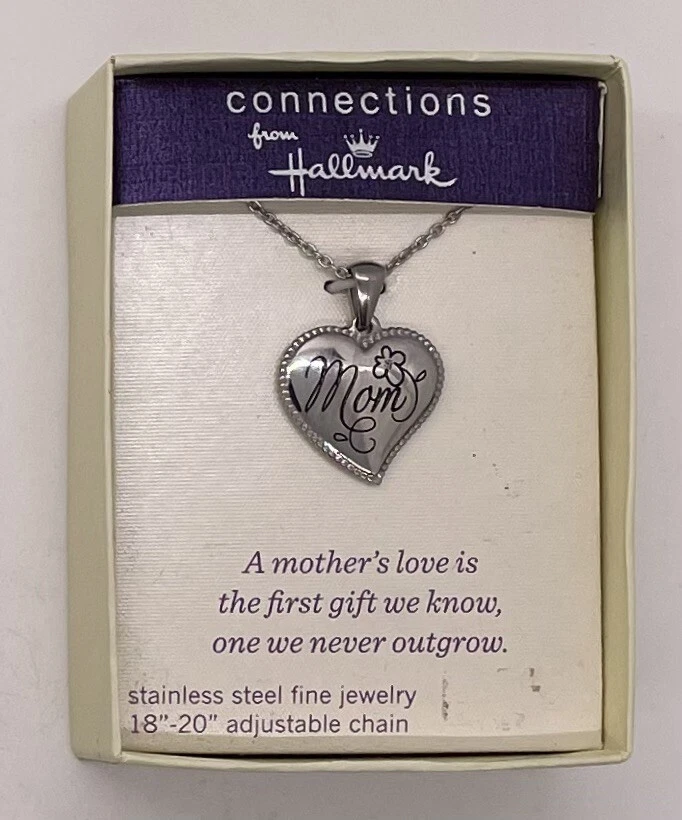 connections
from
Hallmark
Mom
A mother's love is
the first gift we know,
one we never outgrow.
stainless steel fine jewelry
18"-20" adjustable chain